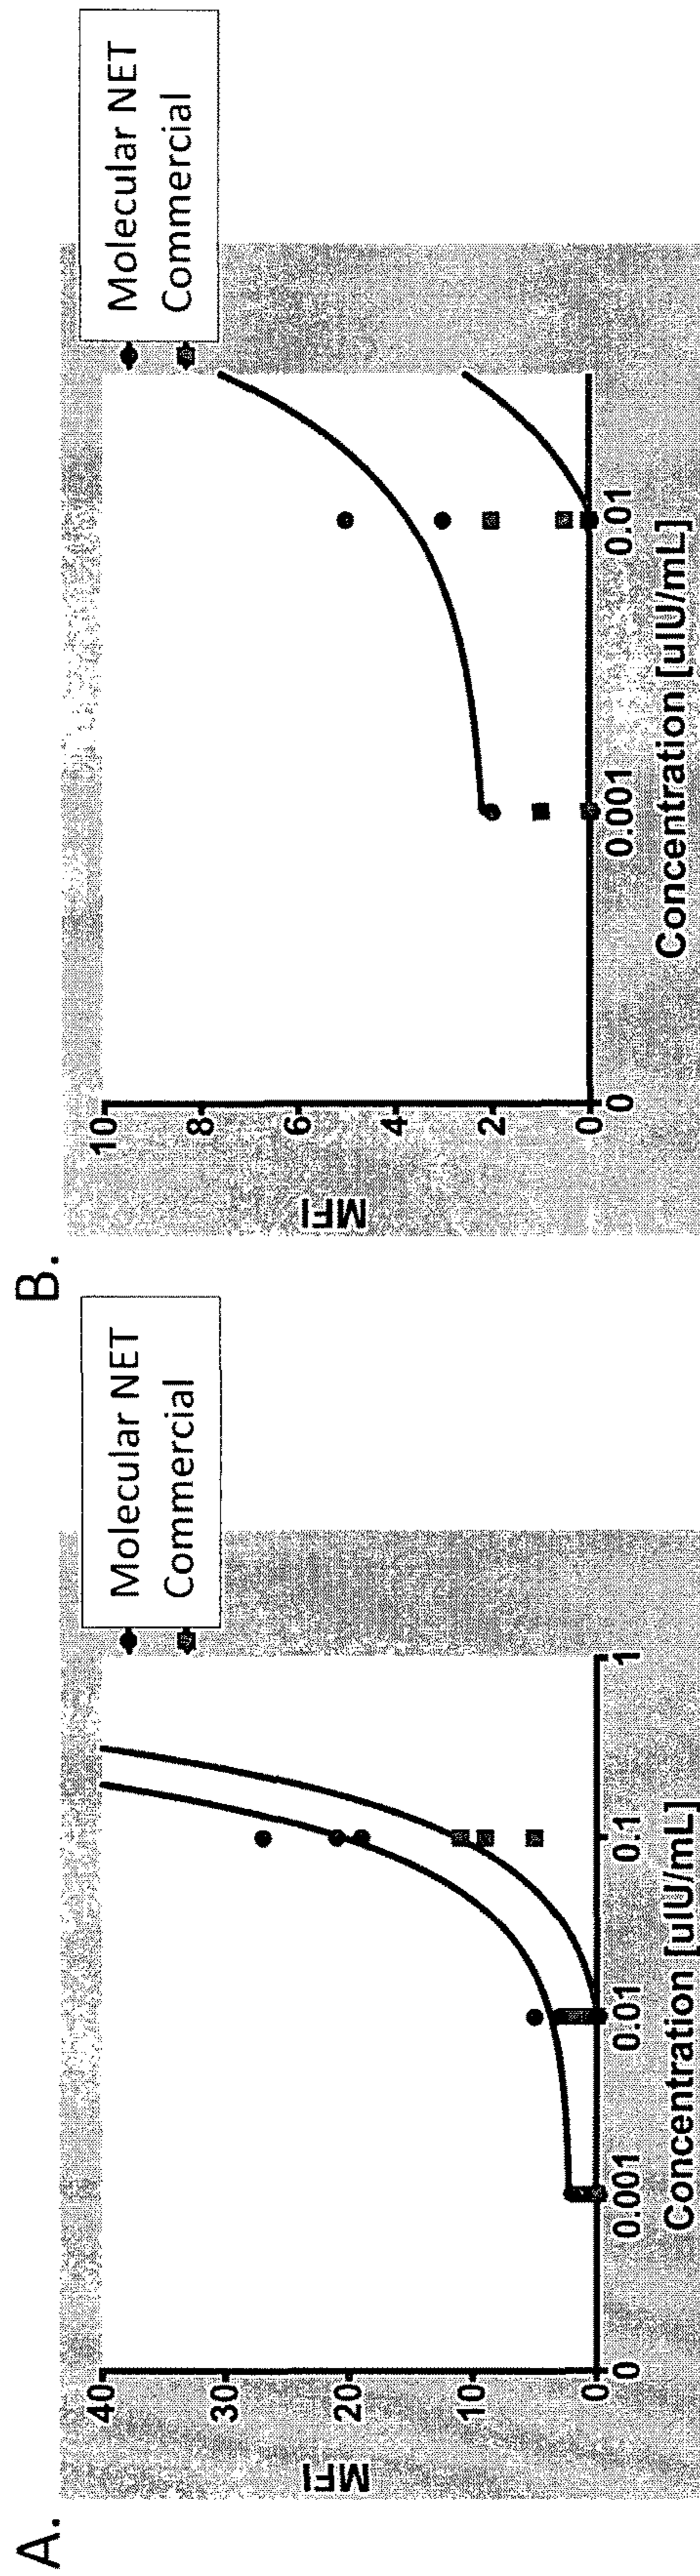 A.
Molecular NET
Commercial
MFI
40
30
20
10
0
0
0.001
0.01
0.1
1
Concentration [uIU/mL]
B.
Molecular NET
Commercial
MFI
10
8
6
4
2
0
0
0.001
0.01
Concentration [uIU/mL]